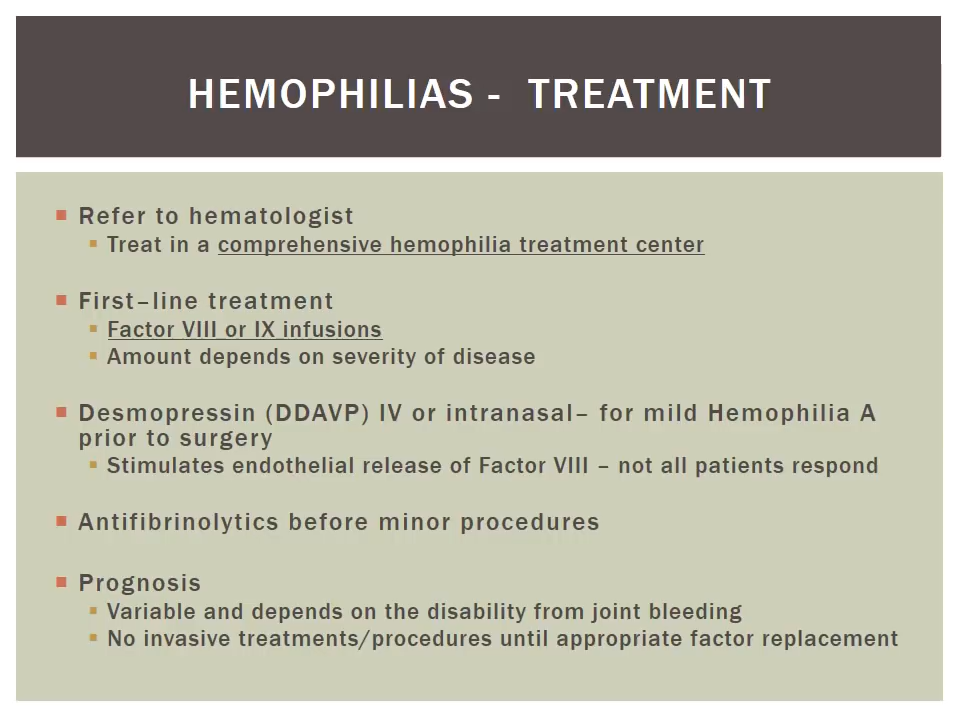 HEMOPHILIAS - TREATMENT
Refer to hematologist
Treat in a comprehensive hemophilia treatment center
First–line treatment
Factor VIII or IX infusions
Amount depends on severity of disease
Desmopressin (DDAVP) IV or intranasal– for mild Hemophilia A
prior to surgery
Stimulates endothelial release of Factor VIII – not all patients respond
Antifibrinolytics before minor procedures
Prognosis
Variable and depends on the disability from joint bleeding
No invasive treatments/procedures until appropriate factor replacement